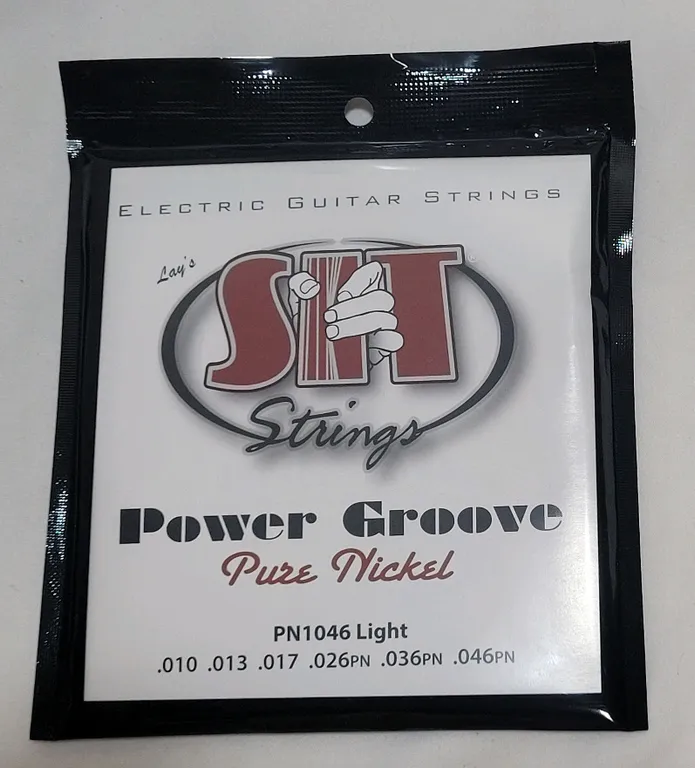 Electric Guitar Strings
Lay's
SIT®
Strings
Power Groove
Pure Nickel
PN1046 Light
.010 .013 .017 .026PN .036PN .046PN